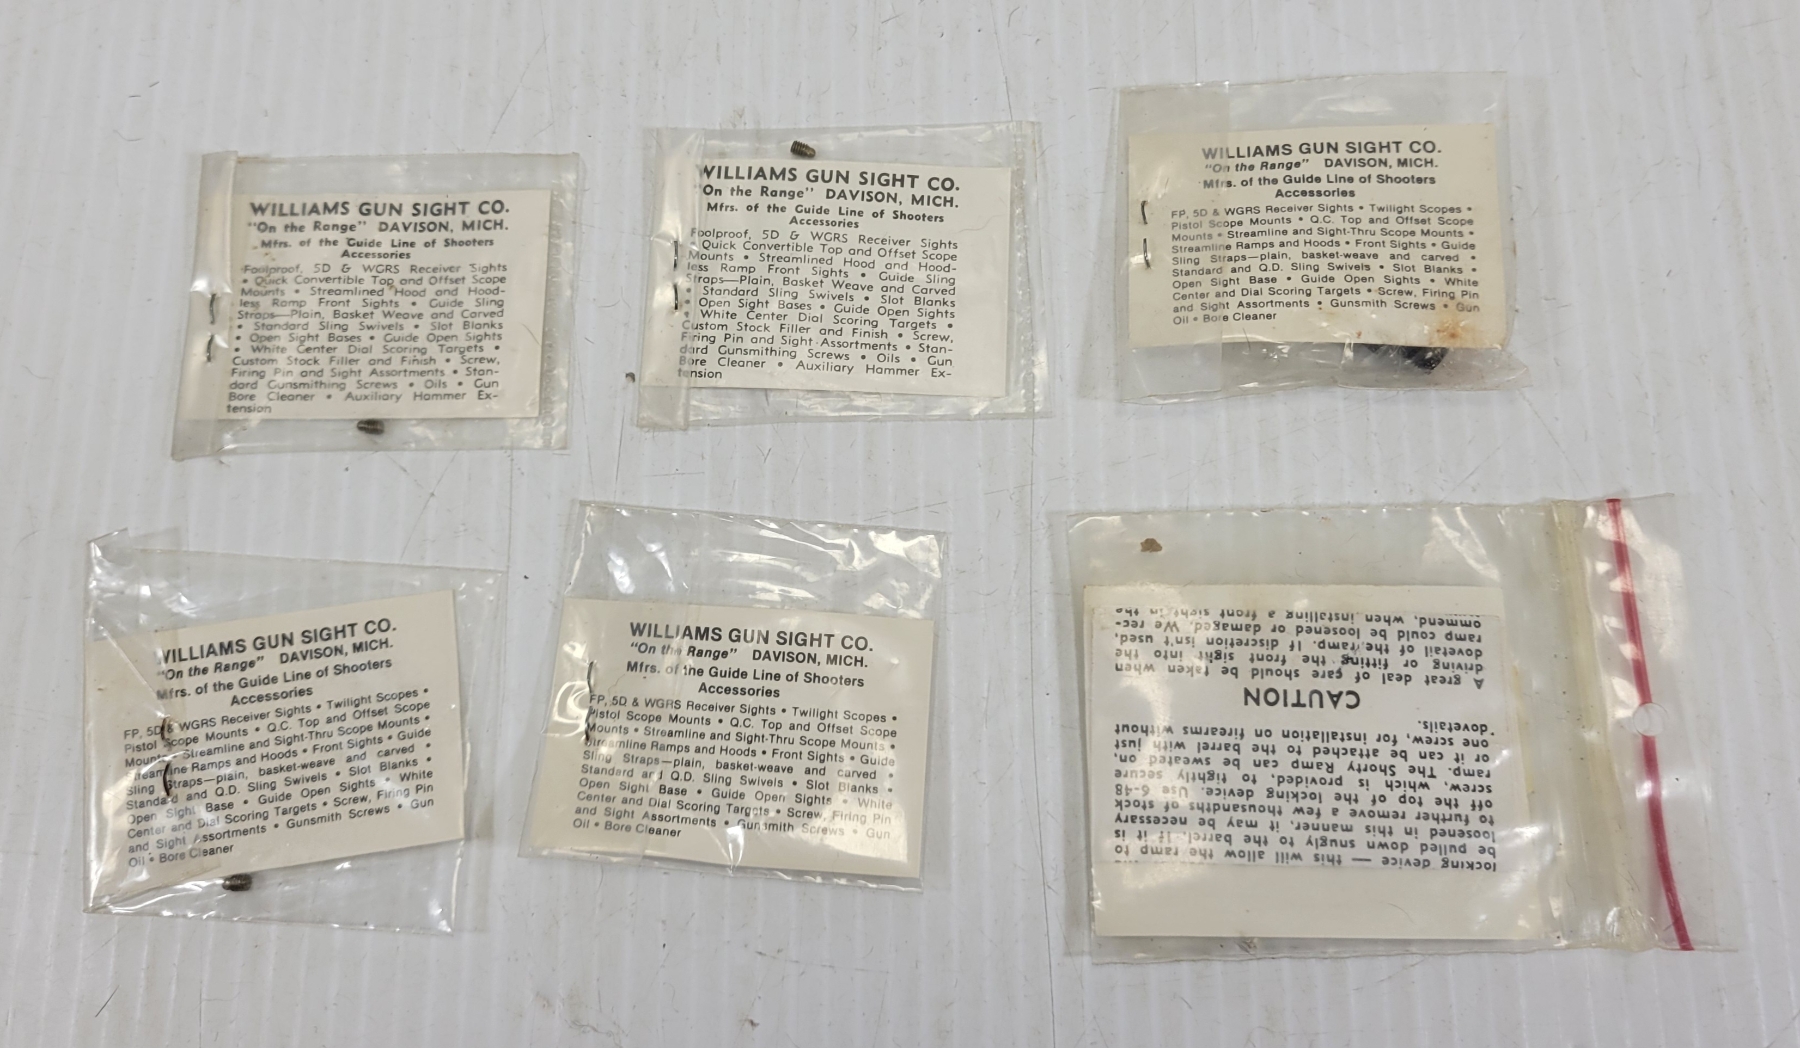 WILLIAMS GUN SIGHT CO.
"On the Range" DAVISON, MICH.
Mfrs. of the Guide Line of Shooters
Accessories
Foolproof, 5D & WGRS Receiver Sights
• Quick Convertible Top and Offset Scope
Mounts • Streamlined Hood and Hood-
less Ramp Front Sights • Guide Sling
Straps—Plain, Basket Weave and Carved
• Standard Sling Swivels • Slot Blanks
• Open Sight Bases • Guide Open Sights
• White Center Dial Scoring Targets •
Custom Stock Filler and Finish • Screw,
Firing Pin and Sight Assortments • Stan-
dard Gunsmithing Screws • Oils • Gun
Bore Cleaner • Auxiliary Hammer Ex-
tension
WILLIAMS GUN SIGHT CO.
"On the Range" DAVISON, MICH.
Mfrs. of the Guide Line of Shooters
Accessories
Foolproof, 5D & WGRS Receiver Sights
• Quick Convertible Top and Offset Scope
Mounts • Streamlined Hood and Hood-
less Ramp Front Sights • Guide Sling
Straps—Plain, Basket Weave and Carved
• Standard Sling Swivels • Slot Blanks
• Open Sight Bases • Guide Open Sights
• White Center Dial Scoring Targets •
Custom Stock Filler and Finish • Screw,
Firing Pin and Sight Assortments • Stan-
dard Gunsmithing Screws • Oils • Gun
Bore Cleaner • Auxiliary Hammer Ex-
tension
WILLIAMS GUN SIGHT CO.
"On the Range" DAVISON, MICH.
Mfrs. of the Guide Line of Shooters
Accessories
FP, 5D & WGRS Receiver Sights • Twilight Scopes •
Pistol Scope Mounts • Q.C. Top and Offset Scope
Mounts • Streamline and Sight-Thru Scope Mounts •
Streamline Ramps and Hoods • Front Sights • Guide
Sling Straps—plain, basket-weave and carved •
Standard and Q.D. Sling Swivels • Slot Blanks •
Open Sight Base • Guide Open Sights • White
Center and Dial Scoring Targets • Screw, Firing Pin
and Sight Assortments • Gunsmith Screws • Gun
Oil • Bore Cleaner
WILLIAMS GUN SIGHT CO.
"On the Range" DAVISON, MICH.
Mfrs. of the Guide Line of Shooters
Accessories
FP, 5D & WGRS Receiver Sights • Twilight Scopes •
Pistol Scope Mounts • Q.C. Top and Offset Scope
Mounts • Streamline and Sight-Thru Scope Mounts •
Streamline Ramps and Hoods • Front Sights • Guide
Sling Straps—plain, basket-weave and carved •
Standard and Q.D. Sling Swivels • Slot Blanks •
Open Sight Base • Guide Open Sights • White
Center and Dial Scoring Targets • Screw, Firing Pin
and Sight Assortments • Gunsmith Screws • Gun
Oil • Bore Cleaner
WILLIAMS GUN SIGHT CO.
"On the Range" DAVISON, MICH.
Mfrs. of the Guide Line of Shooters
Accessories
FP, 5D & WGRS Receiver Sights • Twilight Scopes •
Pistol Scope Mounts • Q.C. Top and Offset Scope
Mounts • Streamline and Sight-Thru Scope Mounts •
Streamline Ramps and Hoods • Front Sights • Guide
Sling Straps—plain, basket-weave and carved •
Standard and Q.D. Sling Swivels • Slot Blanks •
Open Sight Base • Guide Open Sights • White
Center and Dial Scoring Targets • Screw, Firing Pin
and Sight Assortments • Gunsmith Screws • Gun
Oil • Bore Cleaner
locking device — this will allow the ramp to
be pulled down snugly to the barrel. If it is
loosened in this manner, it may be necessary
to further remove a few thousandths of stock
off the top of the locking device. Use 6-48
screw, which is provided, to tightly secure
ramp. The Shorty Ramp can be sweated on,
or it can be attached to the barrel with just
one screw, for installation on firearms without
dovetails.
CAUTION
A great deal of care should be taken when
driving or fitting the front sight into the
dovetail of the ramp. If discretion isn't used,
ramp could be loosened or damaged. We rec-
ommend, when installing a front sight in the